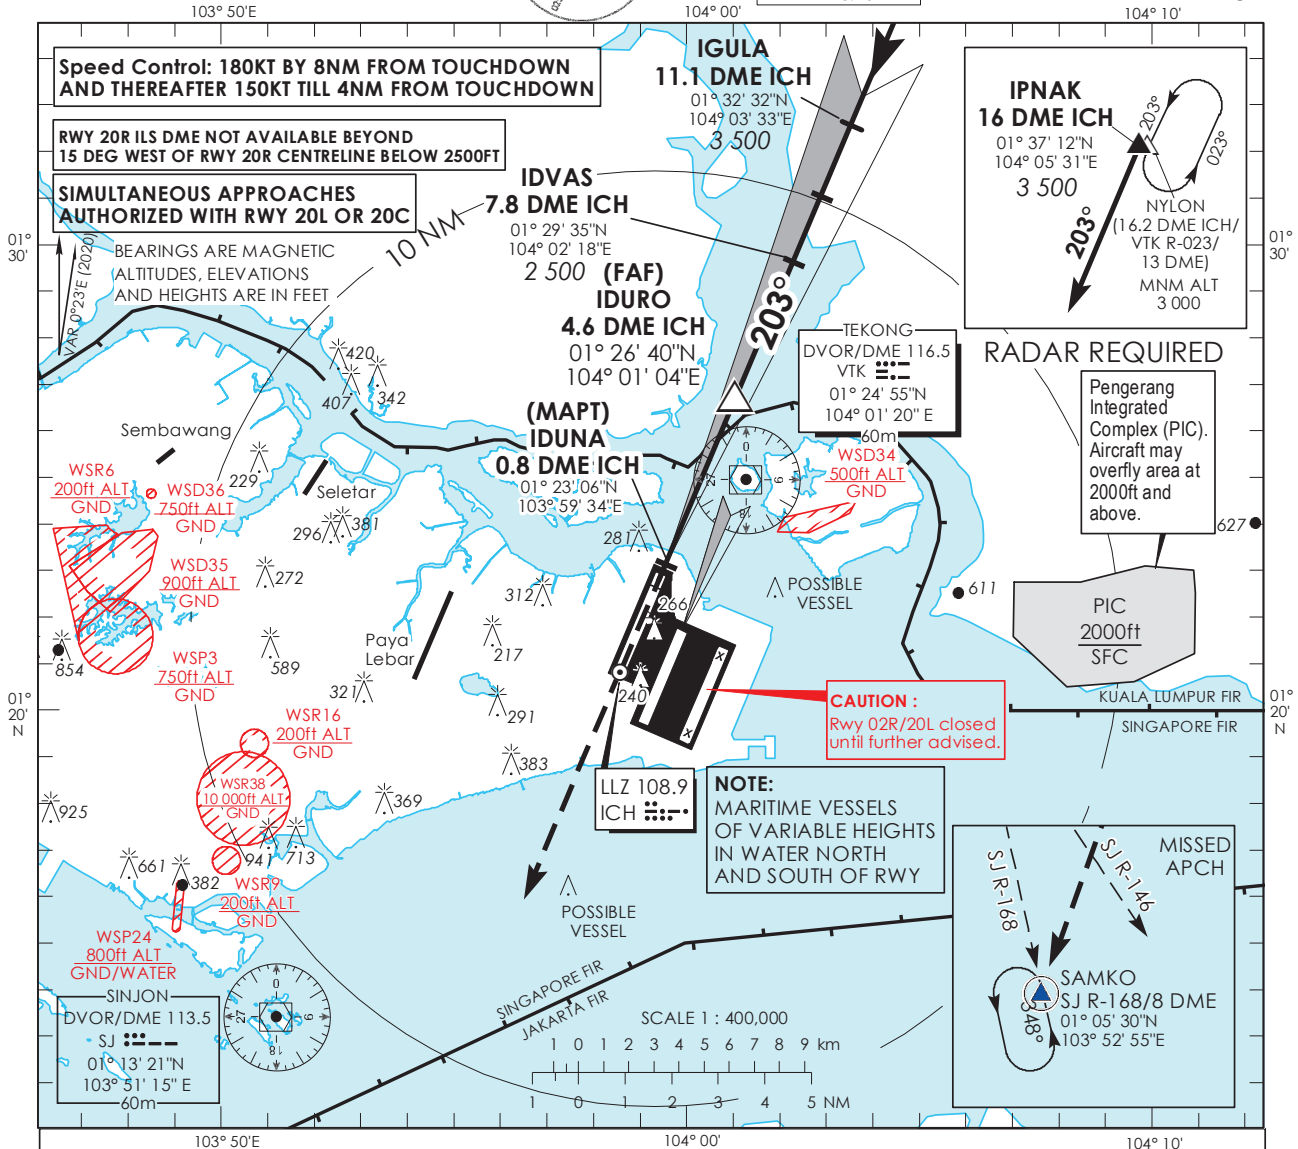 103° 50'E
104° 00'
104° 10'
Speed Control: 180KT BY 8NM FROM TOUCHDOWN
AND THEREAFTER 150KT TILL 4NM FROM TOUCHDOWN
RWY 20R ILS DME NOT AVAILABLE BEYOND
15 DEG WEST OF RWY 20R CENTRELINE BELOW 2500FT
SIMULTANEOUS APPROACHES
AUTHORIZED WITH RWY 20L OR 20C
BEARINGS ARE MAGNETIC
ALTITUDES, ELEVATIONS
AND HEIGHTS ARE IN FEET
VAR 0°23'E (2020)
01°
30'
10 NM
IGULA
11.1 DME ICH
01° 32' 32"N
104° 03' 33"E
3 500
IDVAS
7.8 DME ICH
01° 29' 35"N
104° 02' 18"E
2 500
(FAF)
IDURO
4.6 DME ICH
01° 26' 40"N
104° 01' 04"E
(MAPT)
IDUNA
0.8 DME ICH
01° 23' 06"N
103° 59' 34"E
203°
IPNAK
16 DME ICH
01° 37' 12"N
104° 05' 31"E
3 500
203°
023°
203°
NYLON
(16.2 DME ICH/
VTK R-023/
13 DME)
MNM ALT
3 000
01°
30'
TEKONG
DVOR/DME 116.5
VTK
01° 24' 55"N
104° 01' 20" E
60m
RADAR REQUIRED
Pengerang
Integrated
Complex (PIC).
Aircraft may
overfly area at
2000ft and
above.
627
611
PIC
2000ft
SFC
KUALA LUMPUR FIR
SINGAPORE FIR
01°
20'
N
WSD34
500ft ALT
GND
0
9
18
27
POSSIBLE
VESSEL
420
407
342
Sembawang
229
Seletar
296
381
272
281
312
266
217
589
Paya
Lebar
321
291
240
383
369
854
925
661
382
941
713
WSR6
200ft ALT
GND
WSD36
750ft ALT
GND
WSD35
900ft ALT
GND
WSP3
750ft ALT
GND
WSR16
200ft ALT
GND
WSR38
10 000ft ALT
GND
WSR9
200ft ALT
GND
WSP24
800ft ALT
GND/WATER
01°
20'
N
x
x
CAUTION :
Rwy 02R/20L closed
until further advised.
LLZ 108.9
ICH
NOTE:
MARITIME VESSELS
OF VARIABLE HEIGHTS
IN WATER NORTH
AND SOUTH OF RWY
POSSIBLE
VESSEL
SINGAPORE FIR
JAKARTA FIR
SINJON
DVOR/DME 113.5
SJ
01° 13' 21"N
103° 51' 15" E
60m
0
9
18
27
SCALE 1 : 400,000
1 0 1 2 3 4 5 6 7 8 9 km
1 0 1 2 3 4 5 NM
MISSED
APCH
SJ R-168
SJ R-146
SAMKO
SJ R-168/8 DME
01° 05' 30"N
103° 52' 55"E
348°
103° 50'E
104° 00'
104° 10'